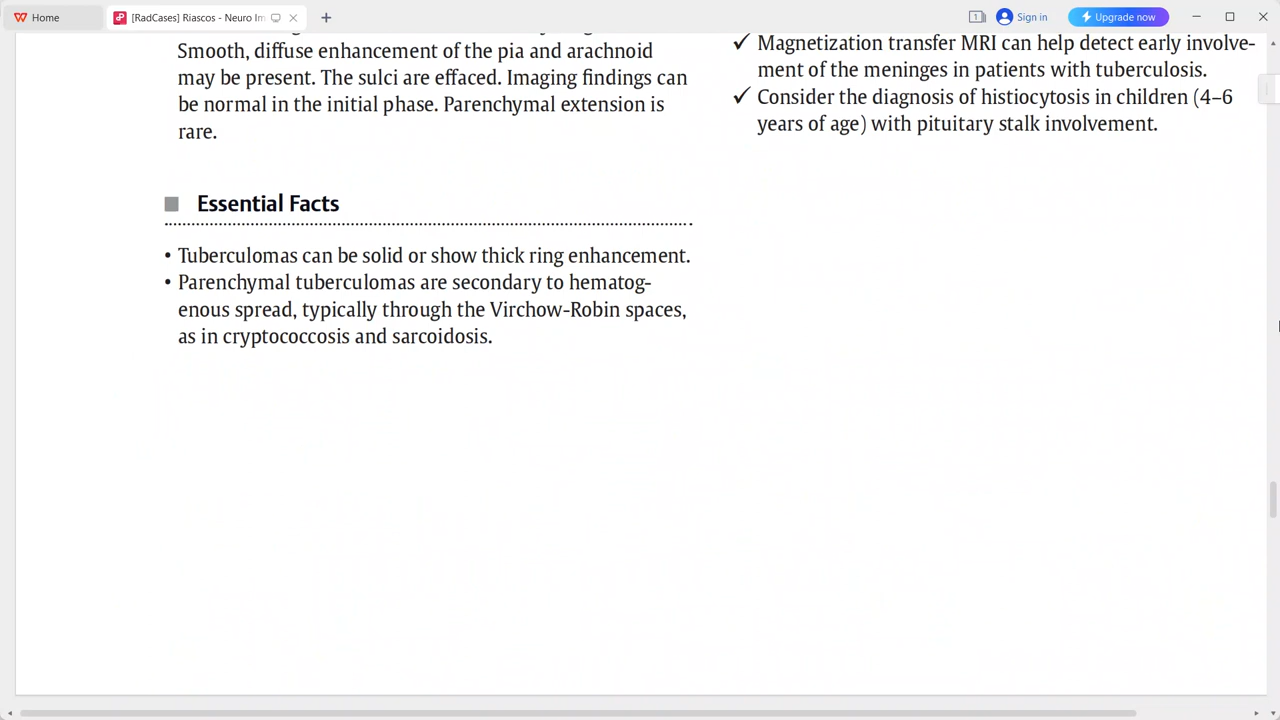 Home
[RadCases] Riascos - Neuro Im
Sign in
Upgrade now
Smooth, diffuse enhancement of the pia and arachnoid
may be present. The sulci are effaced. Imaging findings can
be normal in the initial phase. Parenchymal extension is
rare.
Essential Facts
• Tuberculomas can be solid or show thick ring enhancement.
• Parenchymal tuberculomas are secondary to hematog-
enous spread, typically through the Virchow-Robin spaces,
as in cryptococcosis and sarcoidosis.
✓ Magnetization transfer MRI can help detect early involve-
ment of the meninges in patients with tuberculosis.
✓ Consider the diagnosis of histiocytosis in children (4–6
years of age) with pituitary stalk involvement.